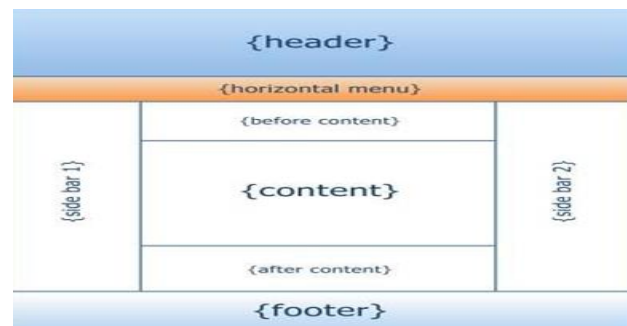 {header}
{horizontal menu}
{before content}
{side bar 1}
{content}
{side bar 2}
{after content}
{footer}